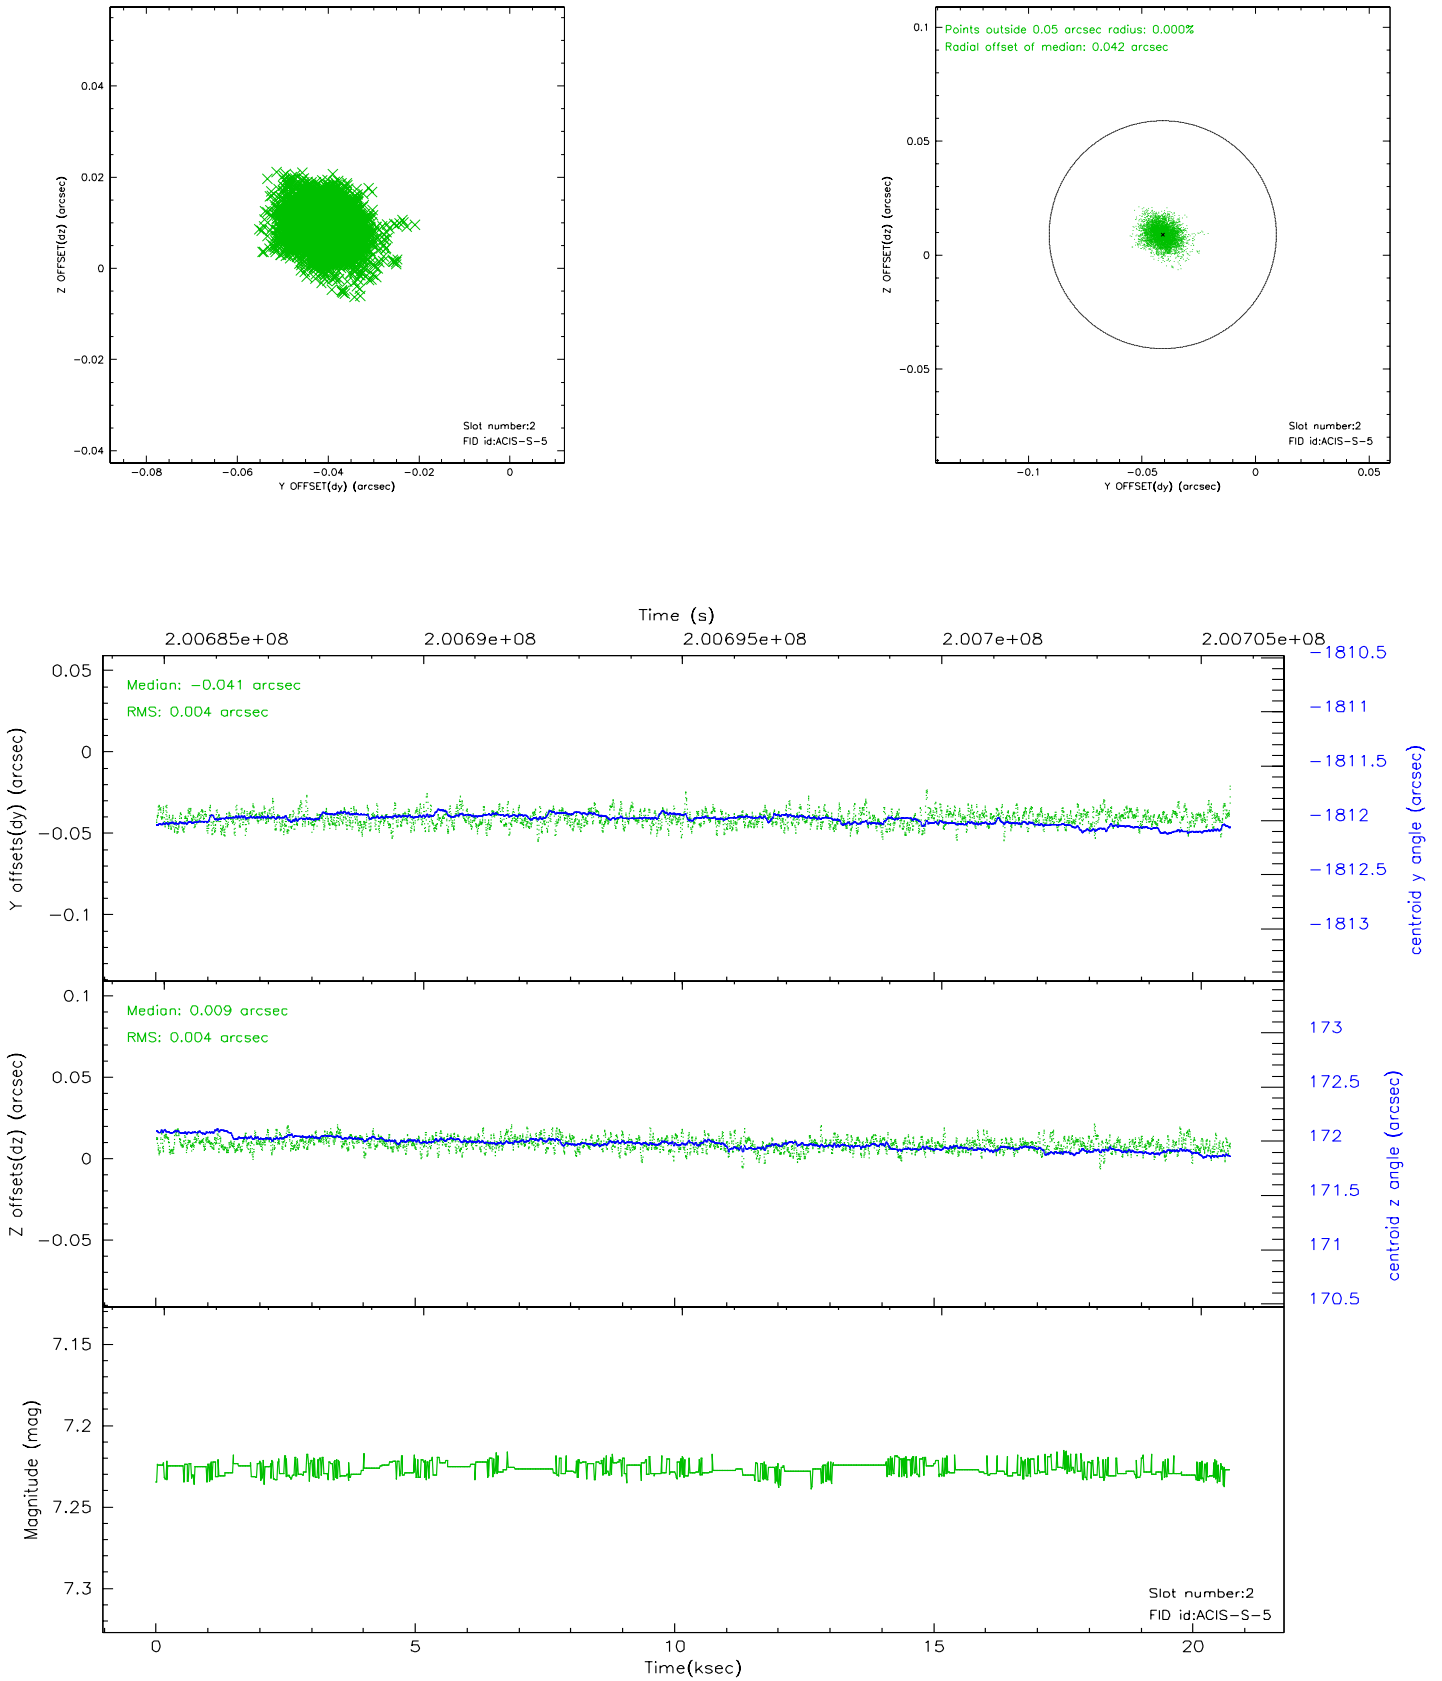 0.04
0.02
0
−0.02
−0.04
Z OFFSET(dz) (arcsec)
−0.08 −0.06 −0.04 −0.02 0
Y OFFSET(dy) (arcsec)
Slot number:2
FID id:ACIS−S−5
Points outside 0.05 arcsec radius: 0.000%
Radial offset of median: 0.042 arcsec
0.1
0.05
0
−0.05
Z OFFSET(dz) (arcsec)
−0.1 −0.05 0 0.05
Y OFFSET(dy) (arcsec)
Slot number:2
FID id:ACIS−S−5
Time (s)
2.00685e+08 2.0069e+08 2.00695e+08 2.007e+08 2.00705e+08
Median: −0.041 arcsec
RMS: 0.004 arcsec
0.05
0
−0.05
−0.1
Y offsets(dy) (arcsec)
−1810.5
−1811
−1811.5
−1812
−1812.5
−1813
centroid y angle (arcsec)
Median: 0.009 arcsec
RMS: 0.004 arcsec
0.1
0.05
0
−0.05
Z offsets(dz) (arcsec)
173
172.5
172
171.5
171
170.5
centroid z angle (arcsec)
7.15
7.2
7.25
7.3
Magnitude (mag)
Slot number:2
FID id:ACIS−S−5
0 5 10 15 20
Time(ksec)